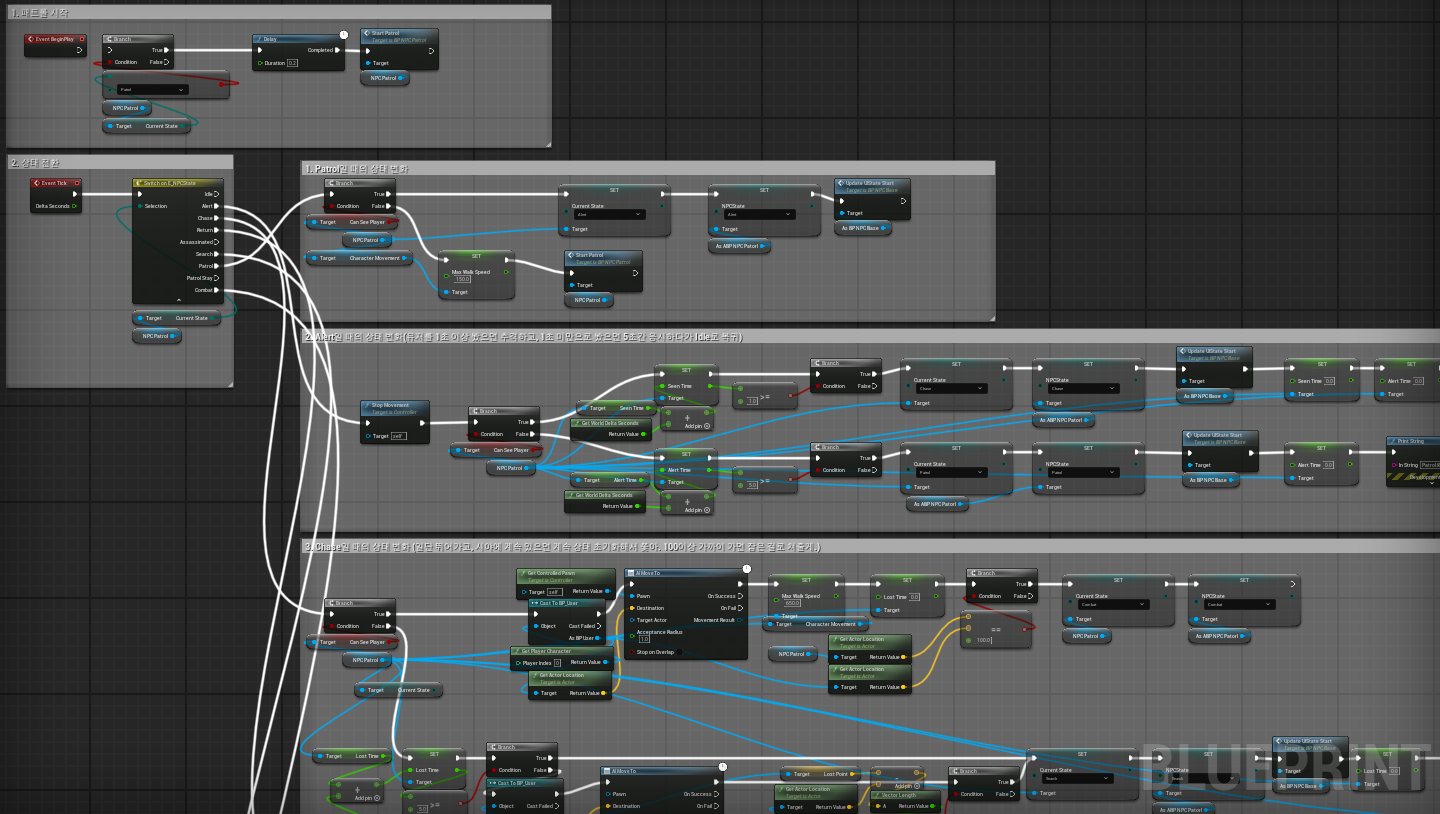 1. 패트롤 시작
Event BeginPlay
Branch
True
Condition
False
Patrol
NPC Patrol
Target
Current State
Delay
Completed
Duration
0.2
Start Patrol
Target is BP NPC Patrol
Target
NPC Patrol
2. 상태 전환
Event Tick
Delta Seconds
Switch on E_NPCState
Selection
Idle
Alert
Chase
Return
Assassinated
Search
Patrol
Patrol Stay
Combat
Target
Current State
NPC Patrol
1. Patrol일 때의 상태 변화
Branch
True
Condition
False
Target
Can See Player
NPC Patrol
Target
Character Movement
SET
Max Walk Speed
150.0
Target
SET
Current State
Alert
Target
Start Patrol
Target is BP NPC Patrol
Target
NPC Patrol
SET
NPCState
Alert
Target
As ABP NPC Patorl
Update UIState Start
Target is BP NPC Base
Target
As BP NPC Base
2. Alert일 때의 상태 변화(유저를 1초 이상 봤으면 추격하고, 1초 미만으로 봤으면 5초간 응시하다가 Idle로 복귀)
Stop Movement
Target is Controller
Target
self
Branch
True
Condition
False
Target
Can See Player
NPC Patrol
Target
Seen Time
Get World Delta Seconds
Return Value
SET
Seen Time
Target
Add pin
1.0
>=
Branch
True
Condition
False
SET
Current State
Chase
Target
SET
NPCState
Chase
Target
As ABP NPC Patorl
Update UIState Start
Target is BP NPC Base
Target
As BP NPC Base
SET
Seen Time
0.0
Target
SET
Alert Time
0.0
Target
SET
Alert Time
Target
Target
Alert Time
Get World Delta Seconds
Return Value
Add pin
5.0
>=
Branch
True
Condition
False
SET
Current State
Patrol
Target
As ABP NPC Patorl
SET
NPCState
Patrol
Target
Update UIState Start
Target is BP NPC Base
Target
As BP NPC Base
SET
Alert Time
0.0
Target
Print String
In String
Development
3. Chase일 때의 상태 변화 (일단 뛰어가고, 시야에 계속 있으면 계속 상태 초기화해서 쫓아. 100이상 가까이 가면 잡은 걸로 쳐줄게.)
Branch
True
Condition
False
Target
Can See Player
NPC Patrol
Target
Current State
Get Controlled Pawn
Target is Controller
Target
self
Return Value
Cast To BP_User
Object
Cast Failed
As BP User
Get Player Character
Player Index
0
Return Value
Get Actor Location
Target is Actor
Target
Return Value
AI MoveTo
Pawn
On Success
Destination
On Fail
Target Actor
Movement Result
Acceptance Radius
1.0
Stop on Overlap
SET
Max Walk Speed
650.0
Target
Target
Character Movement
NPC Patrol
SET
Lost Time
0.0
Target
Get Actor Location
Target is Actor
Target
Return Value
Get Actor Location
Target is Actor
Target
Return Value
Branch
True
Condition
False
==
100.0
SET
Current State
Combat
Target
NPC Patrol
SET
NPCState
Combat
Target
As ABP NPC Patorl
Target
Lost Time
SET
Lost Time
Target
Add pin
5.0
>=
Branch
True
Condition
False
Cast To BP_User
Object
Cast Failed
AI MoveTo
Pawn
On Success
Destination
On Fail
Target
Lost Point
Get Actor Location
Target is Actor
Target
Return Value
Add pin
Vector Length
A
Return Value
Branch
True
Condition
False
SET
Current State
Search
Target
SET
NPCState
Search
Target
As ABP NPC Patorl
Update UIState Start
Target is BP NPC Base
Target
As BP NPC Base
SET
Lost Time
0.0
Target
BLUEPRINT